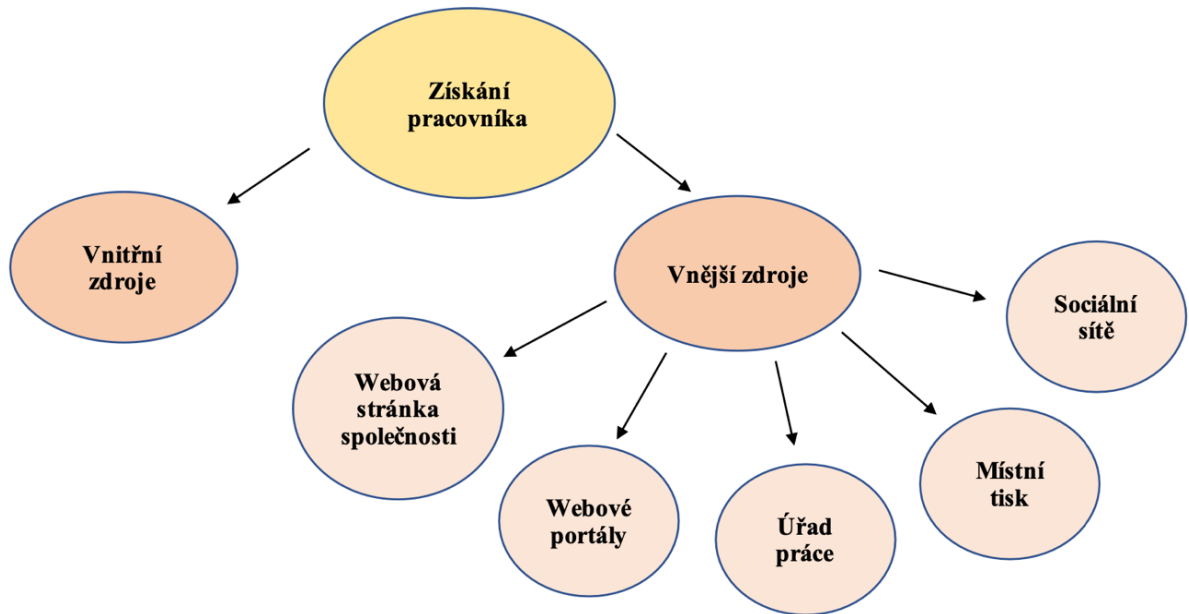 Získání
pracovníka
Vnitřní
zdroje
Vnější zdroje
Sociální
sítě
Webová
stránka
společnosti
Místní
tisk
Webové
portály
Úřad
práce